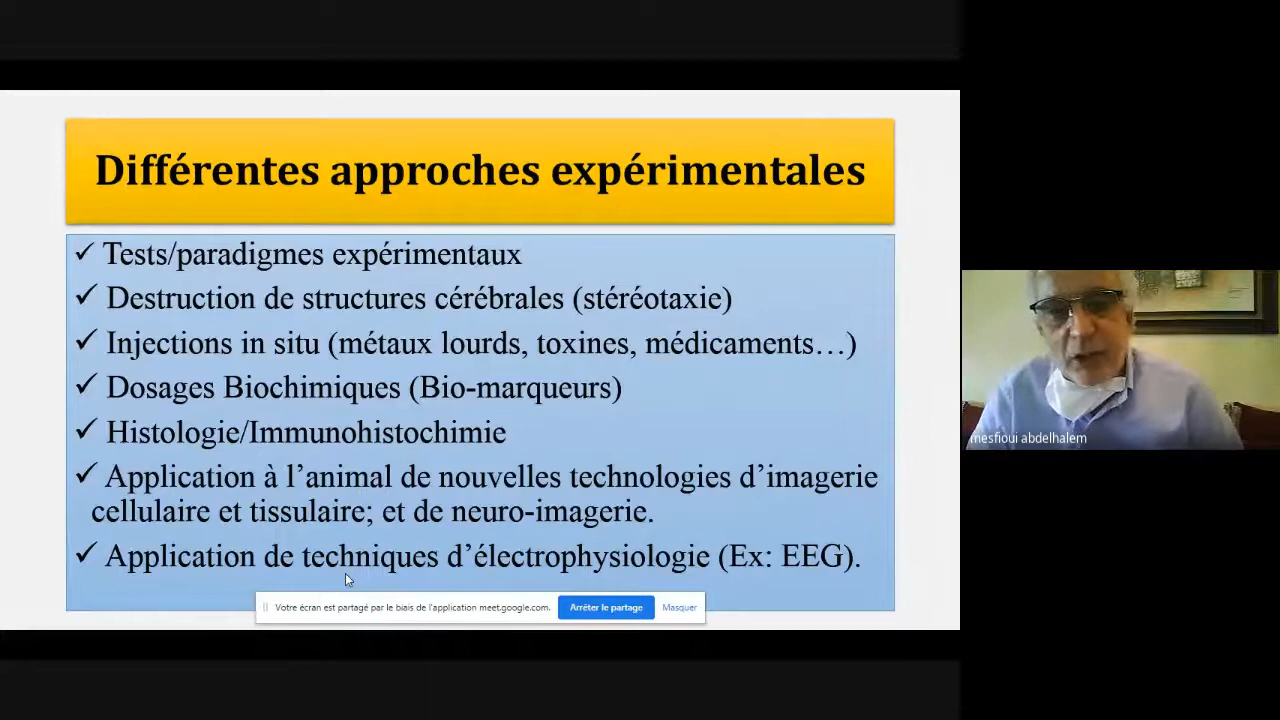 Différentes approches expérimentales
✓ Tests/paradigmes expérimentaux
✓ Destruction de structures cérébrales (stéréotaxie)
✓ Injections in situ (métaux lourds, toxines, médicaments…)
✓ Dosages Biochimiques (Bio-marqueurs)
✓ Histologie/Immunohistochimie
✓ Application à l’animal de nouvelles technologies d’imagerie
cellulaire et tissulaire; et de neuro-imagerie.
✓ Application de techniques d’électrophysiologie (Ex: EEG).
Votre écran est partagé par le biais de l'application meet.google.com. Arrêter le partage Masquer
mesfioui abdelhalem